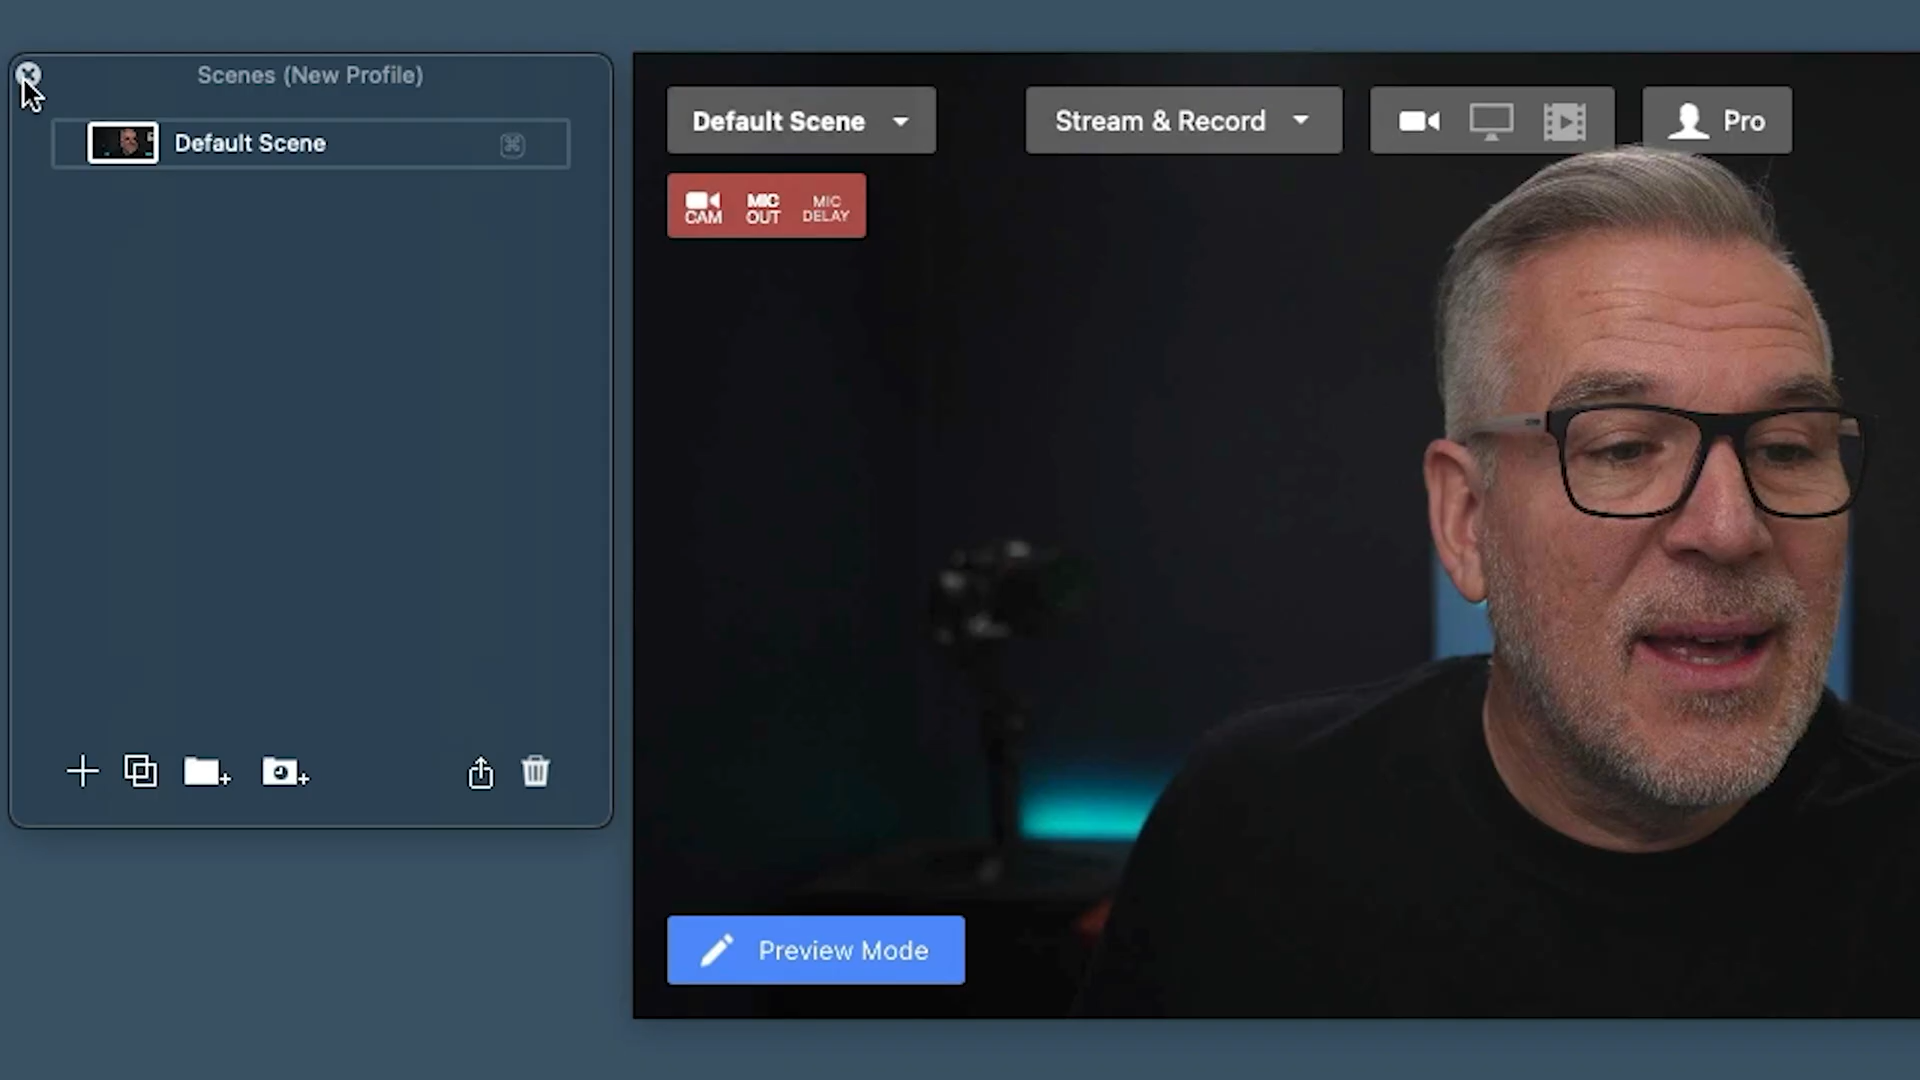 Scenes (New Profile)
Default Scene
Default Scene
Stream & Record
Pro
CAM
MIC OUT
MIC DELAY
Preview Mode